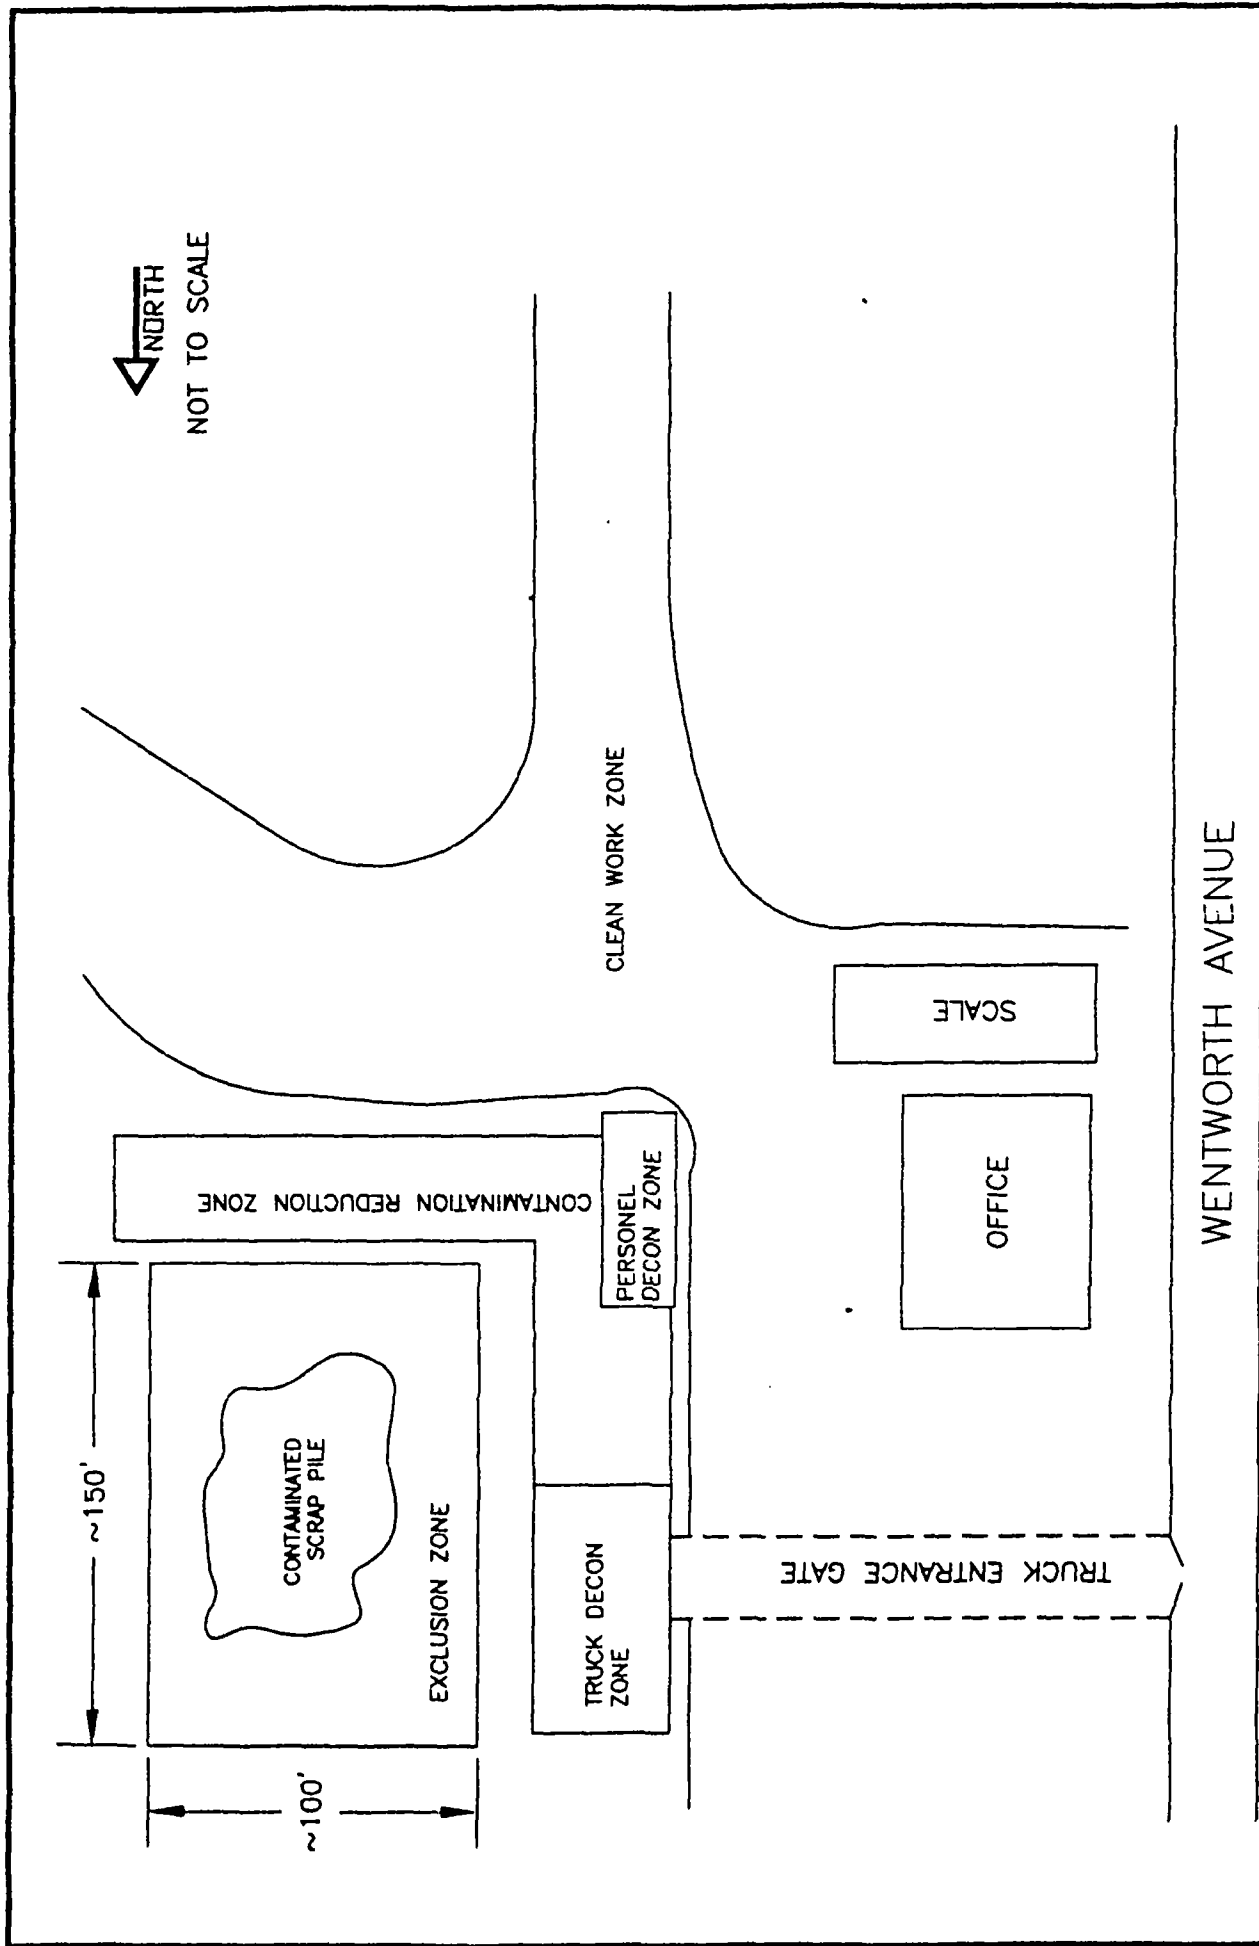 NORTH
NOT TO SCALE
~150'
~100'
CONTAMINATED
SCRAP PILE
EXCLUSION ZONE
CONTAMINATION REDUCTION ZONE
PERSONEL
DECON ZONE
TRUCK DECON
ZONE
CLEAN WORK ZONE
SCALE
OFFICE
TRUCK ENTRANCE GATE
WENTWORTH AVENUE